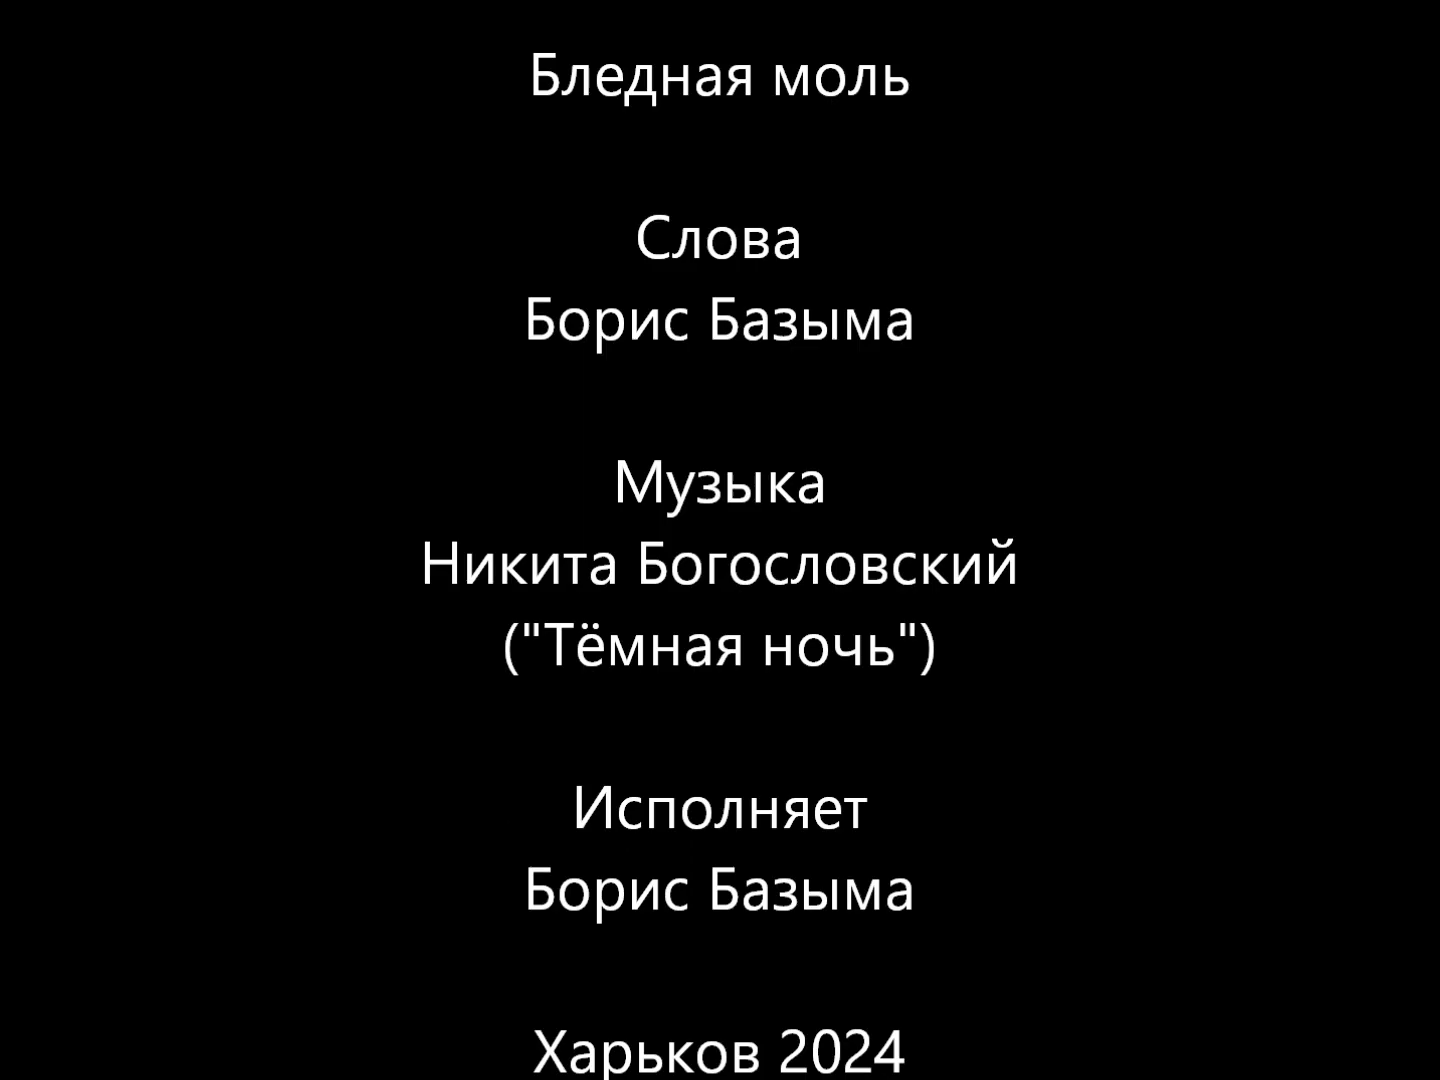 Бледная моль
Слова
Борис Базыма
Музыка
Никита Богословский
("Тёмная ночь")
Исполняет
Борис Базыма
Харьков 2024